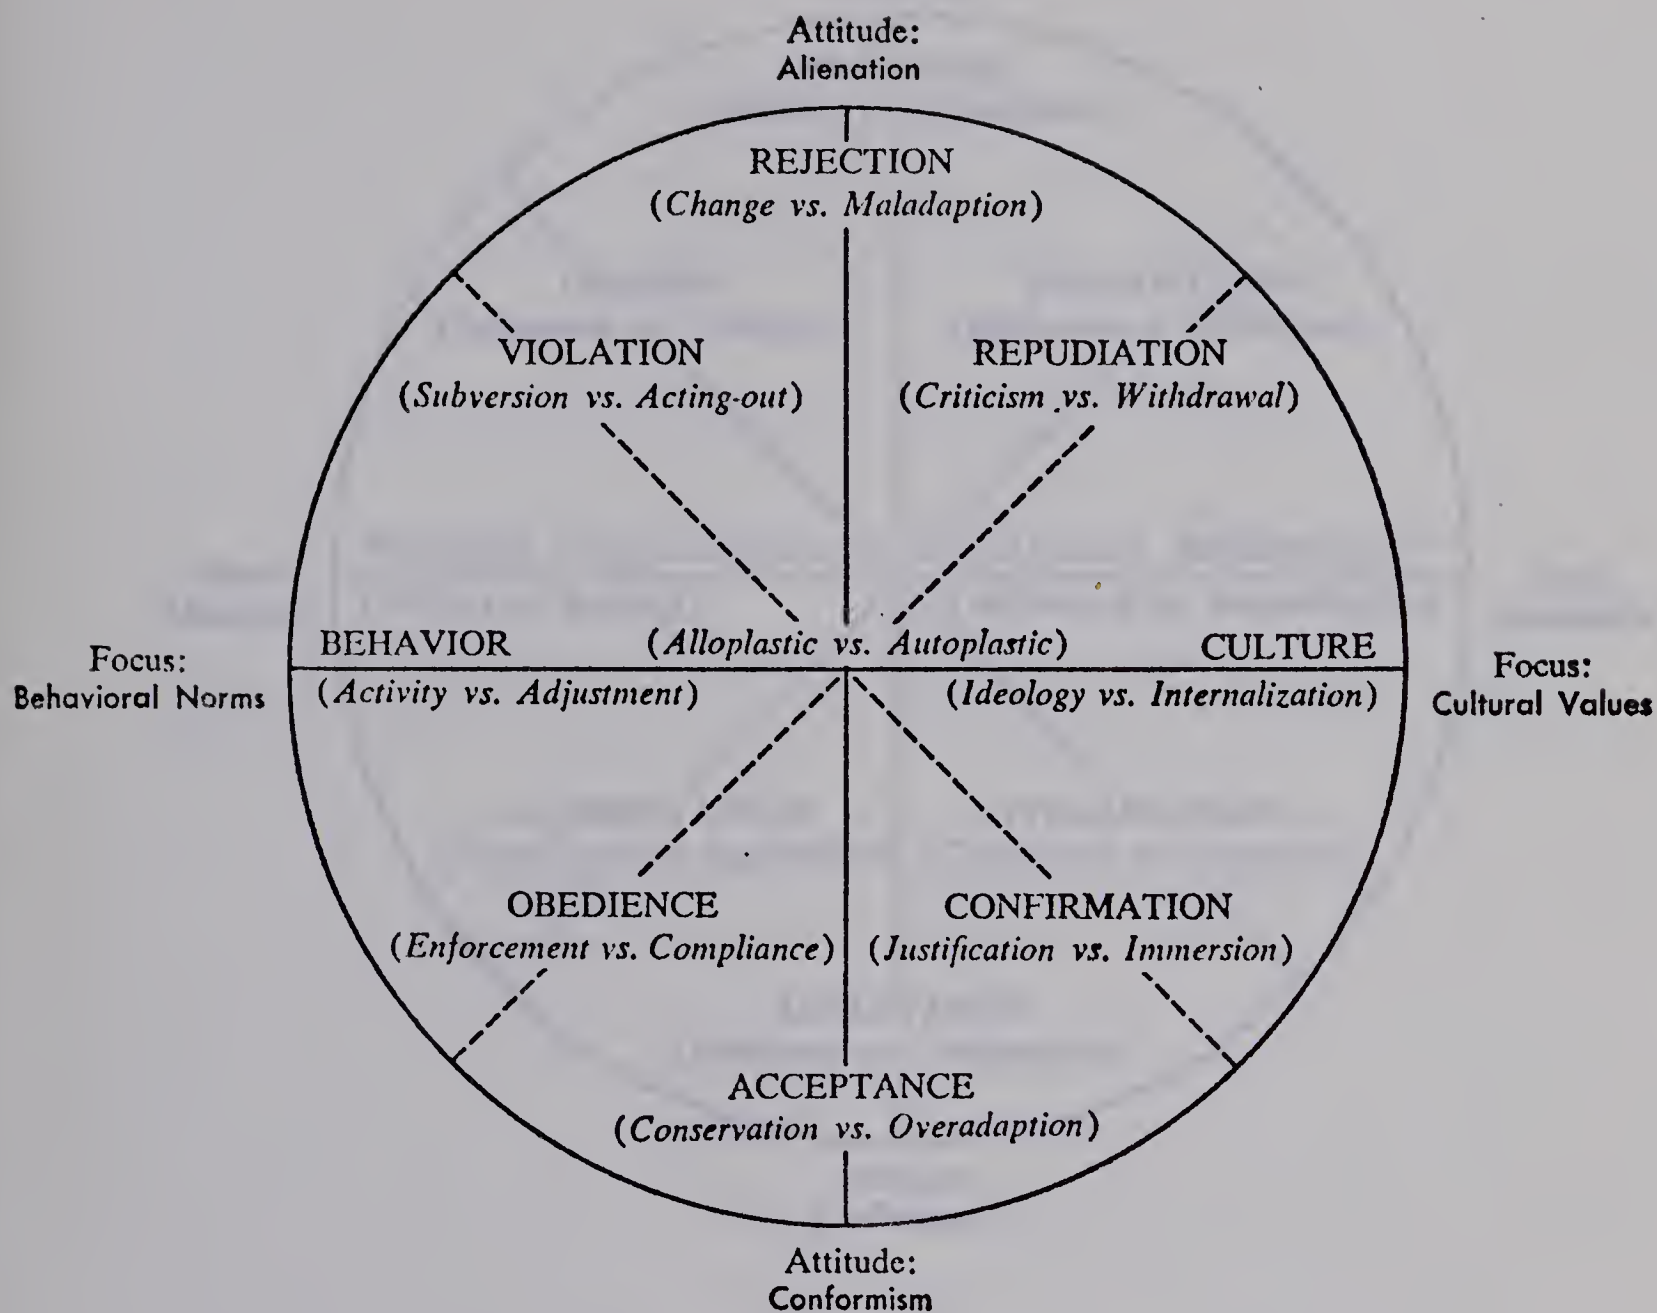 Attitude:
Alienation
REJECTION
(Change vs. Maladaption)
VIOLATION
(Subversion vs. Acting-out)
REPUDIATION
(Criticism vs. Withdrawal)
Focus:
Behavioral Norms
BEHAVIOR
(Activity vs. Adjustment)
(Alloplastic vs. Autoplastic)
CULTURE
(Ideology vs. Internalization)
Focus:
Cultural Values
OBEDIENCE
(Enforcement vs. Compliance)
CONFIRMATION
(Justification vs. Immersion)
ACCEPTANCE
(Conservation vs. Overadaption)
Attitude:
Conformism